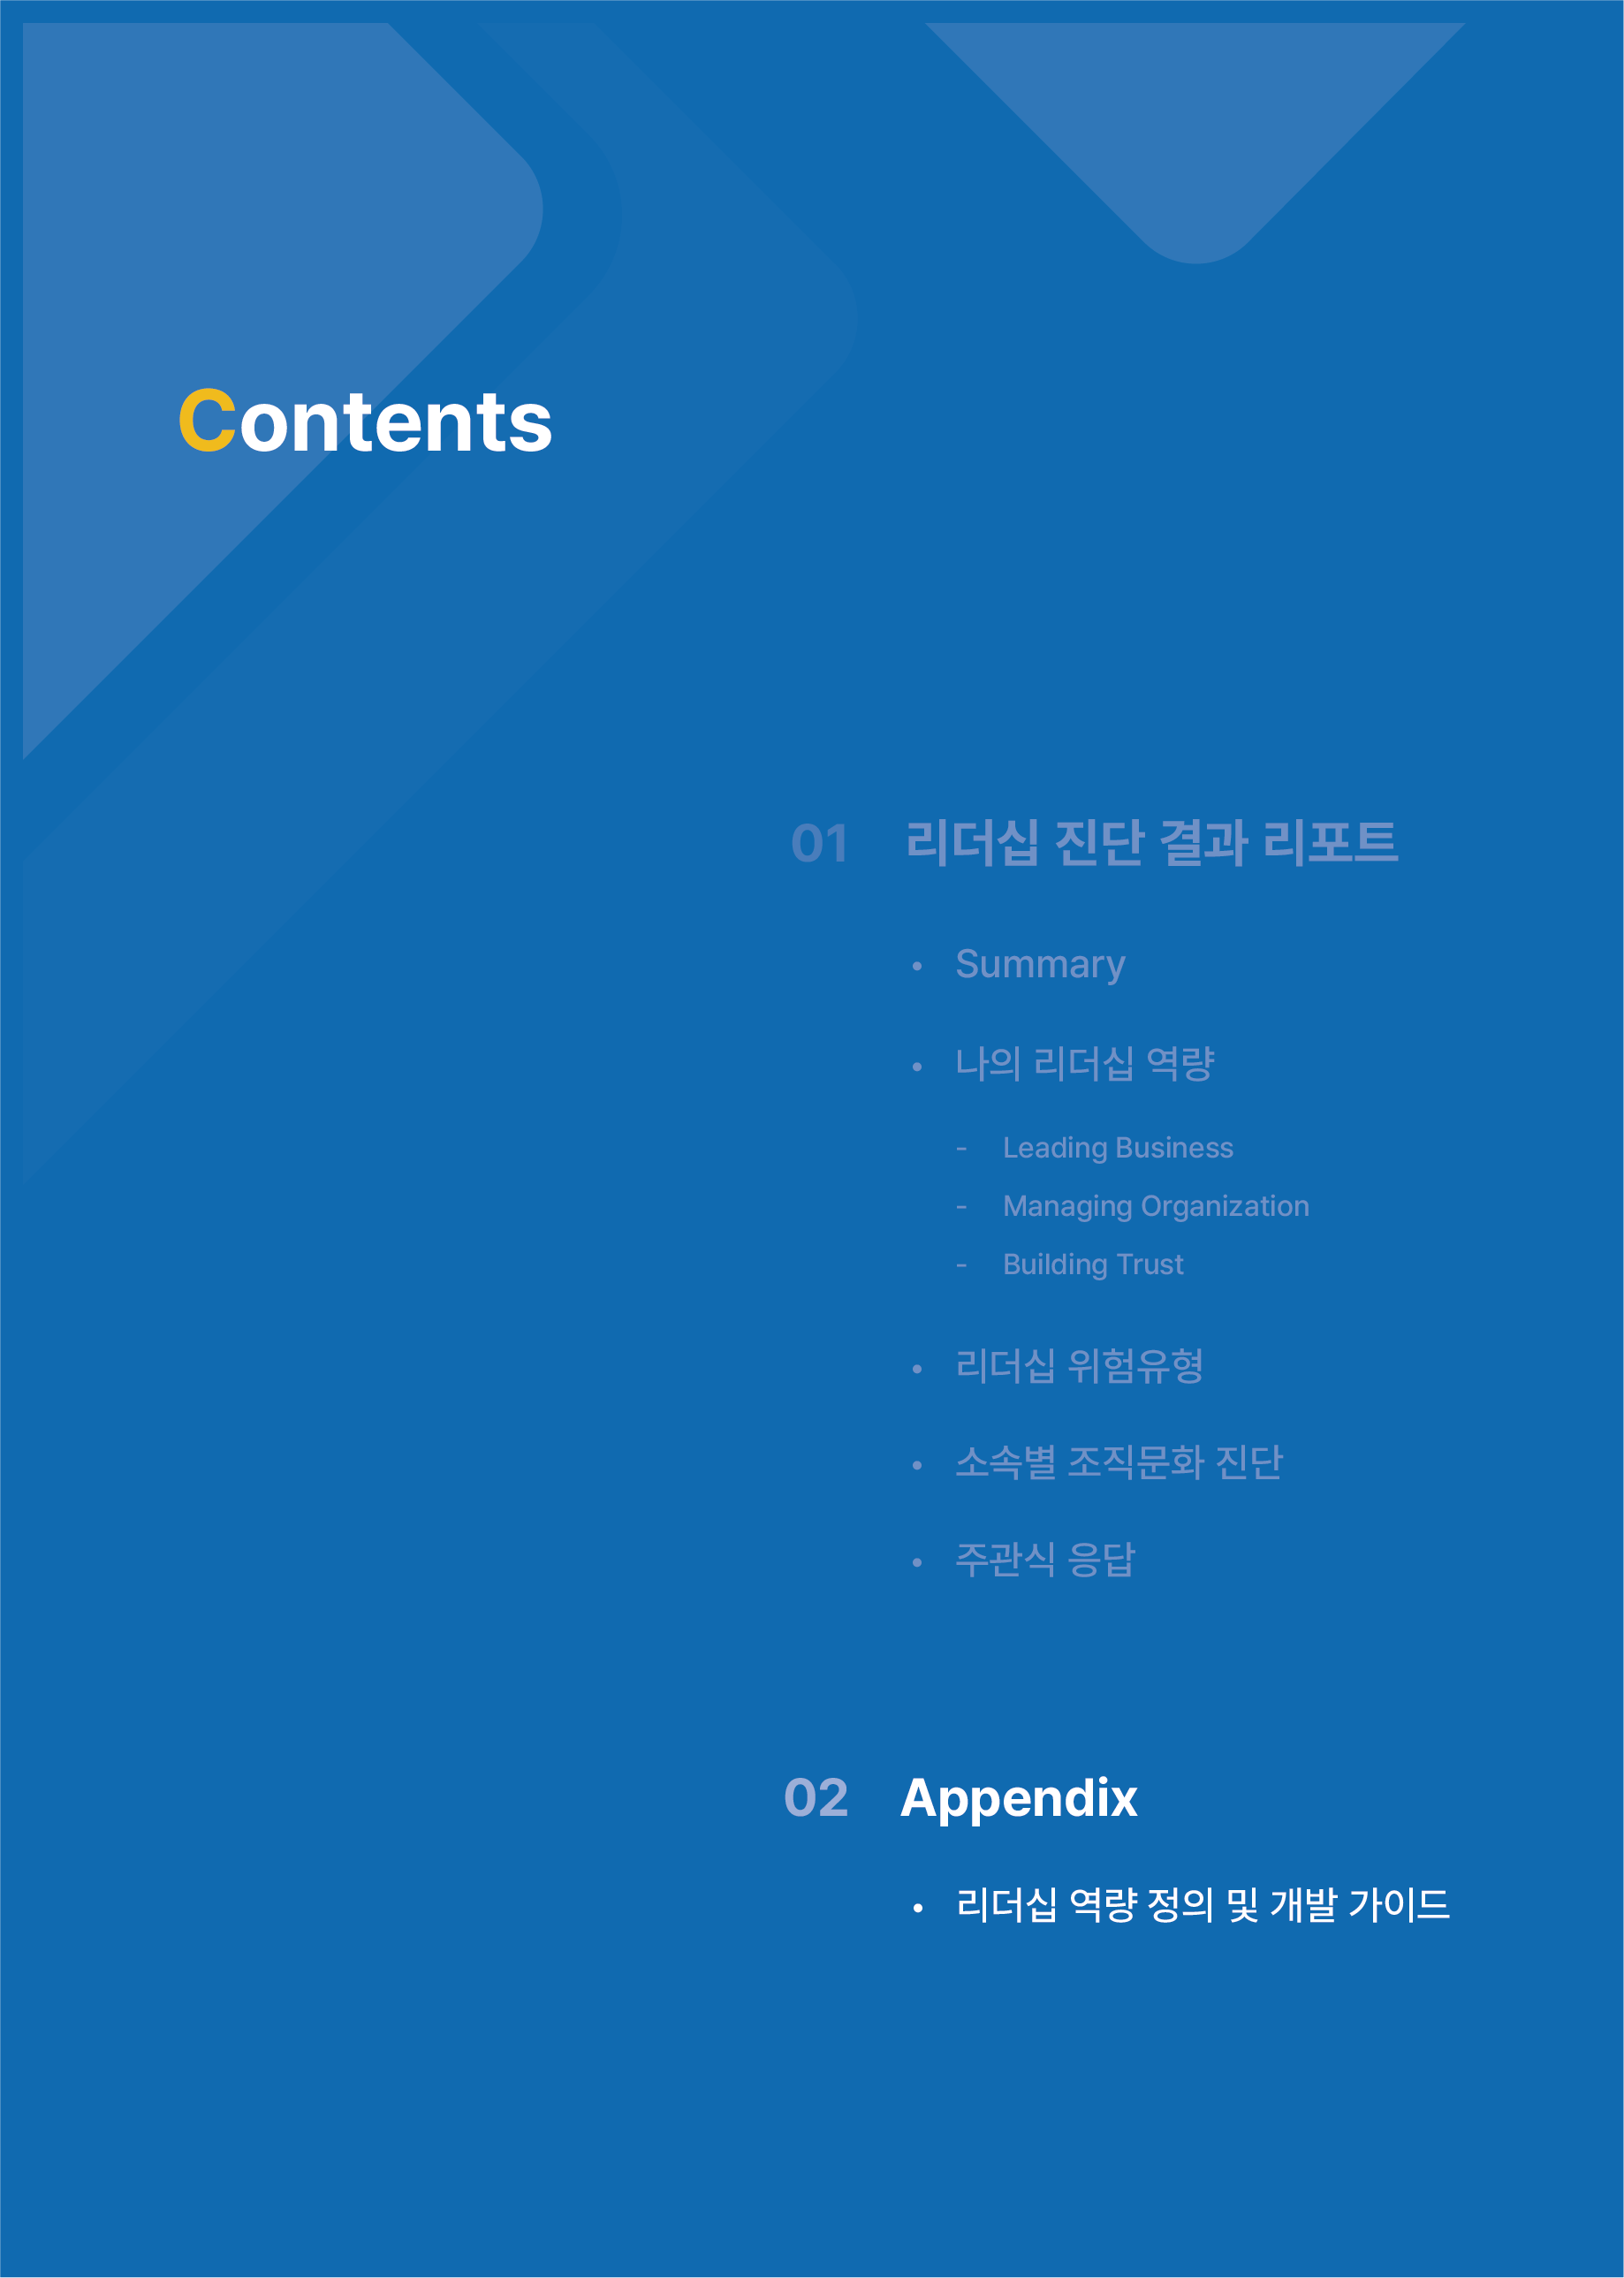 Contents
01 리더십 진단 결과 리포트
• Summary
• 나의 리더십 역량
- Leading Business
- Managing Organization
- Building Trust
• 리더십 위험유형
• 소속별 조직문화 진단
• 주관식 응답
02 Appendix
• 리더십 역량 정의 및 개발 가이드